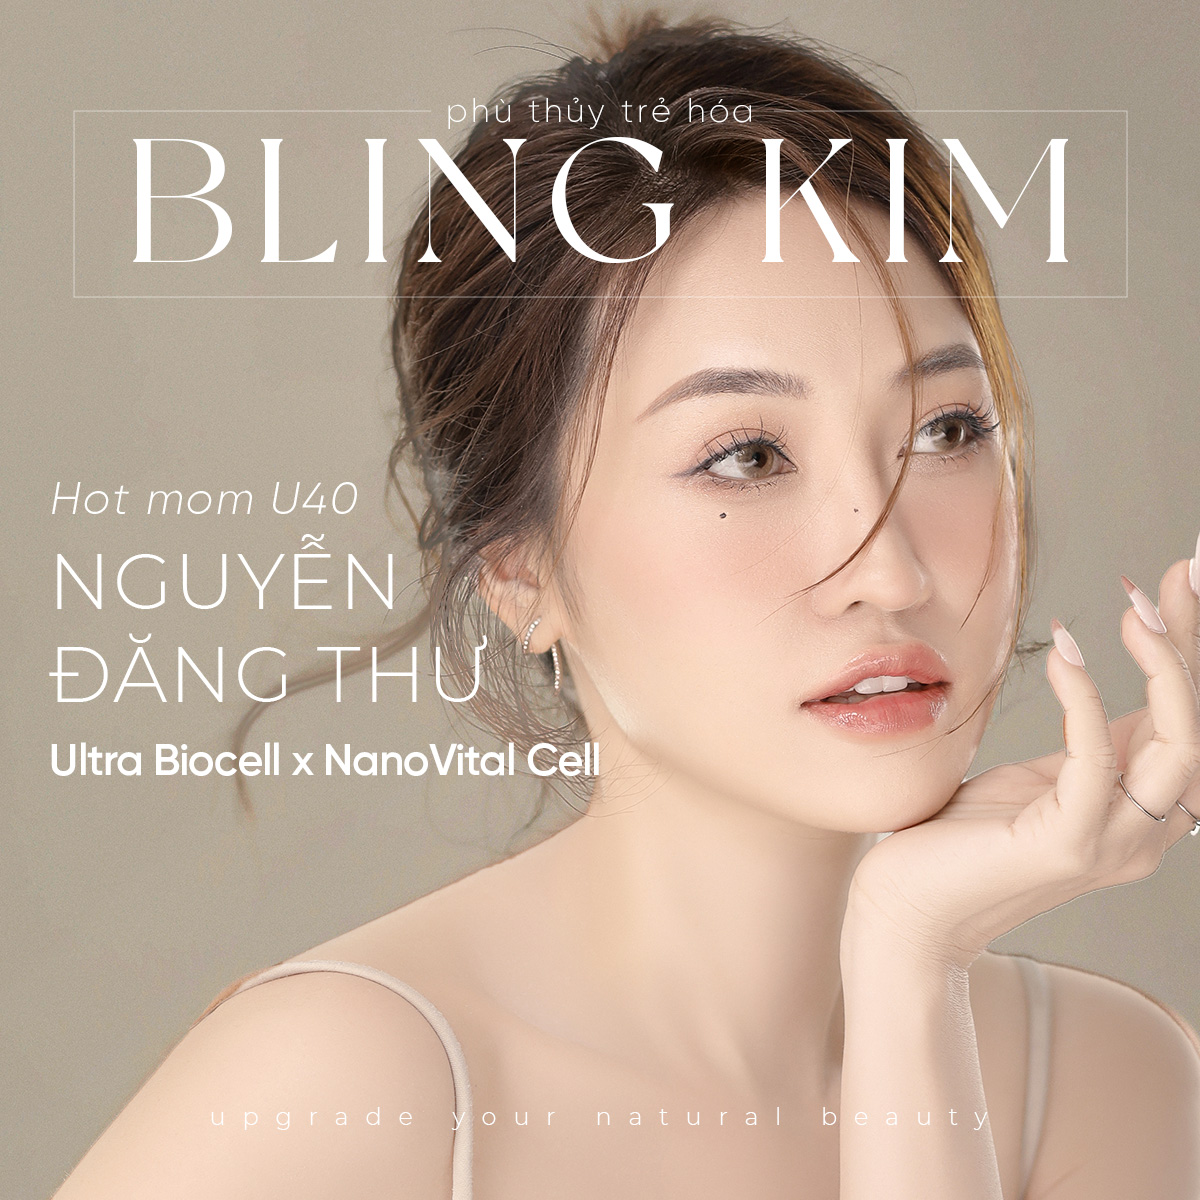 phù thủy trẻ hóa
BLING KIM
Hot mom U40
NGUYỄN
ĐĂNG THƯ
Ultra Biocell x NanoVital Cell
upgrade your natural beauty